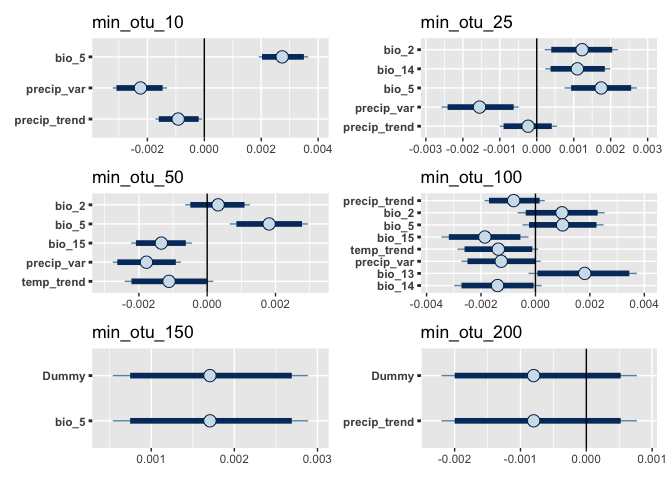 min_otu_10
bio_5
precip_var
precip_trend
-0.002 0.000 0.002 0.004
min_otu_25
bio_2
bio_14
bio_5
precip_var
precip_trend
-0.003 -0.002 -0.001 0.000 0.001 0.002 0.003
min_otu_50
bio_2
bio_5
bio_15
precip_var
temp_trend
-0.002 0.000 0.002
min_otu_100
precip_trend
bio_2
bio_5
bio_15
temp_trend
precip_var
bio_13
bio_14
-0.004 -0.002 0.000 0.002 0.004
min_otu_150
Dummy
bio_5
0.001 0.002 0.003
min_otu_200
Dummy
precip_trend
-0.002 -0.001 0.000 0.001